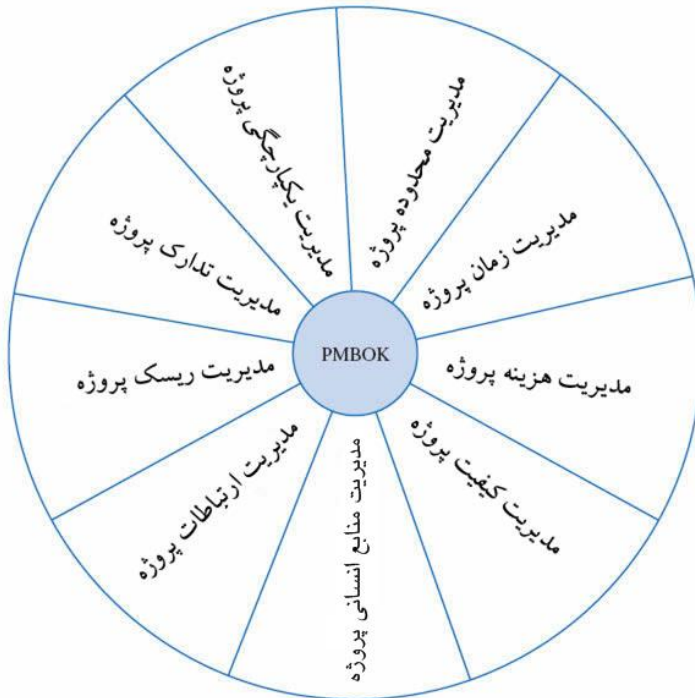 مدیریت یکپارچگی پروژه
مدیریت محدوده پروژه
مدیریت زمان پروژه
مدیریت هزینه پروژه
مدیریت کیفیت پروژه
مدیریت منابع انسانی پروژه
مدیریت ارتباطات پروژه
مدیریت ریسک پروژه
مدیریت تدارک پروژه
PMBOK